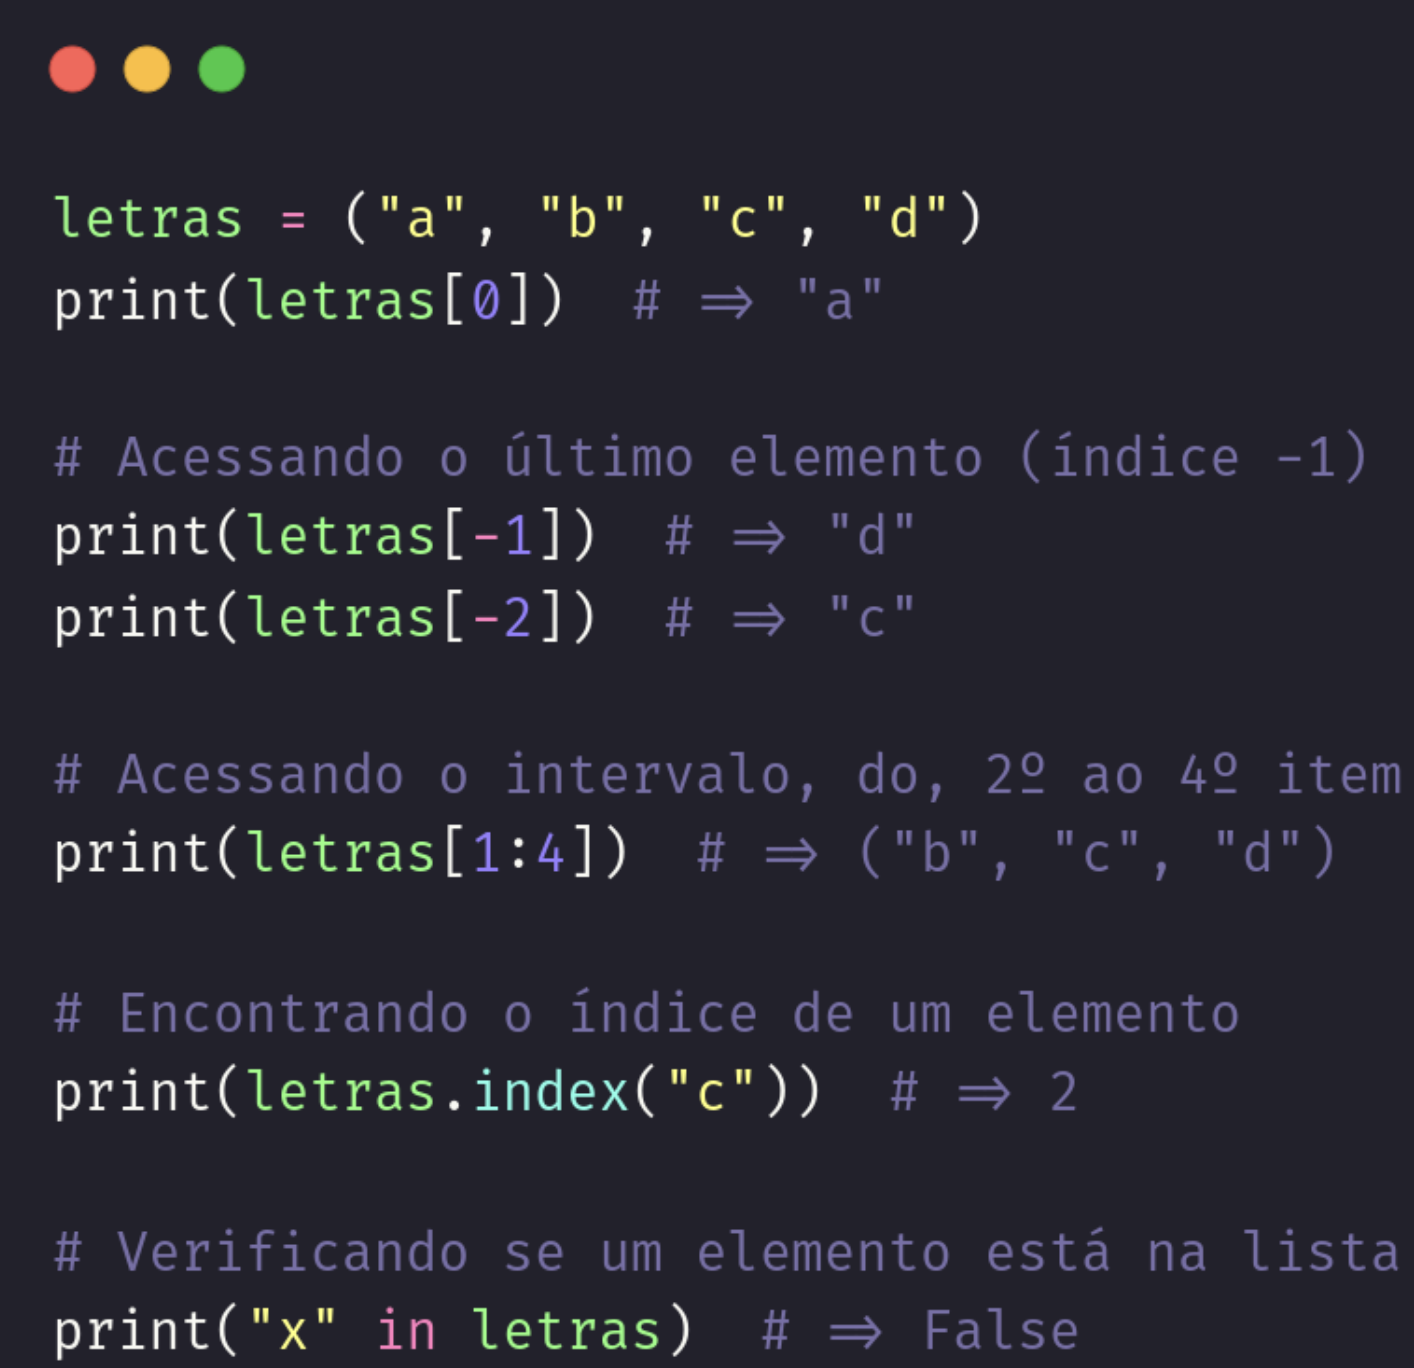 letras = ("a", "b", "c", "d")
print(letras[0])  # => "a"
# Acessando o último elemento (índice -1)
print(letras[-1])  # => "d"
print(letras[-2])  # => "c"
# Acessando o intervalo, do, 2º ao 4º item
print(letras[1:4])  # => ("b", "c", "d")
# Encontrando o índice de um elemento
print(letras.index("c"))  # => 2
# Verificando se um elemento está na lista
print("x" in letras)  # => False